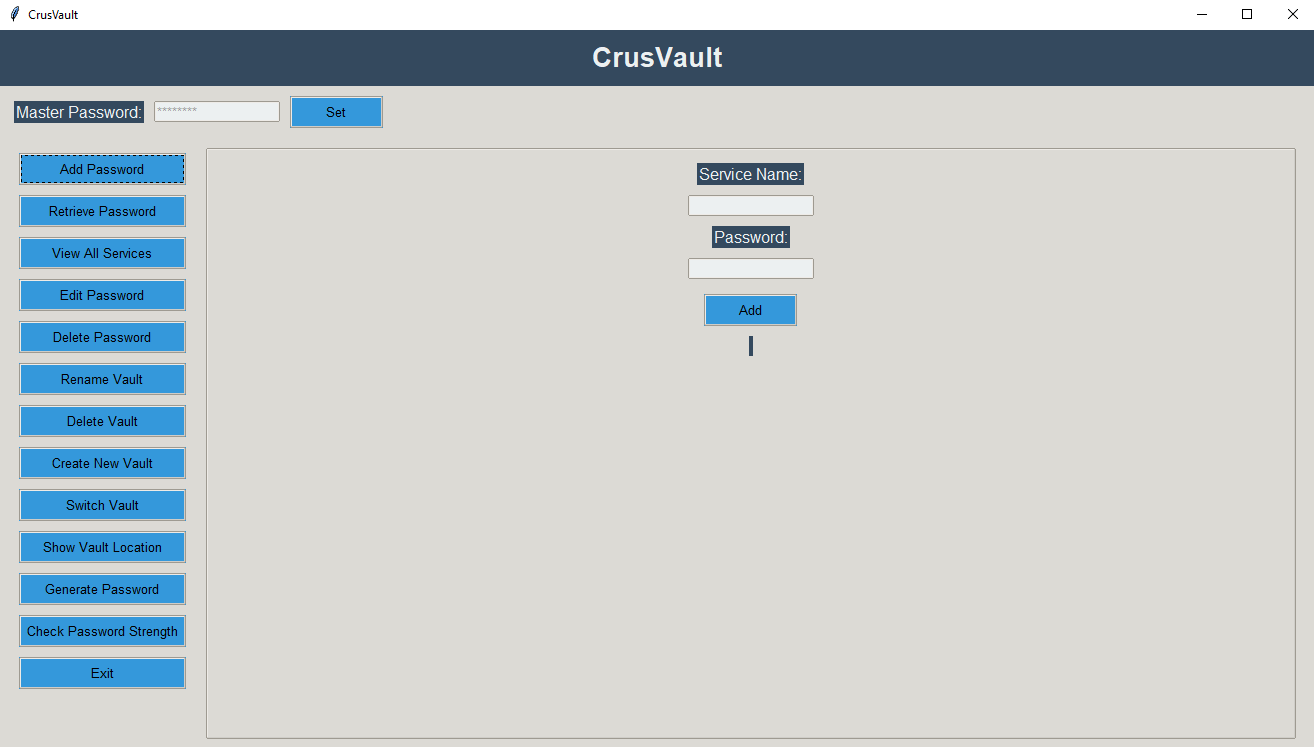 CrusVault
CrusVault
Master Password: ******** Set
Add Password
Retrieve Password
View All Services
Edit Password
Delete Password
Rename Vault
Delete Vault
Create New Vault
Switch Vault
Show Vault Location
Generate Password
Check Password Strength
Exit
Service Name:
Password:
Add